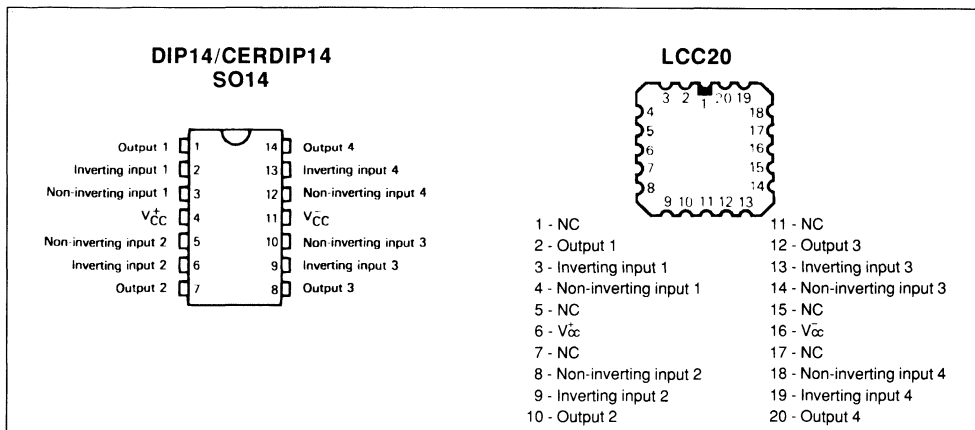 DIP14/CERDIP14
SO14
Output 1 1 14 Output 4
Inverting input 1 2 13 Inverting input 4
Non-inverting input 1 3 12 Non-inverting input 4
V+CC 4 11 V-CC
Non-inverting input 2 5 10 Non-inverting input 3
Inverting input 2 6 9 Inverting input 3
Output 2 7 8 Output 3
LCC20
3 2 1 20 19
4 18
5 17
6 16
7 15
8 14
9 10 11 12 13
1 - NC
2 - Output 1
3 - Inverting input 1
4 - Non-inverting input 1
5 - NC
6 - V+cc
7 - NC
8 - Non-inverting input 2
9 - Inverting input 2
10 - Output 2
11 - NC
12 - Output 3
13 - Inverting input 3
14 - Non-inverting input 3
15 - NC
16 - V-cc
17 - NC
18 - Non-inverting input 4
19 - Inverting input 4
20 - Output 4